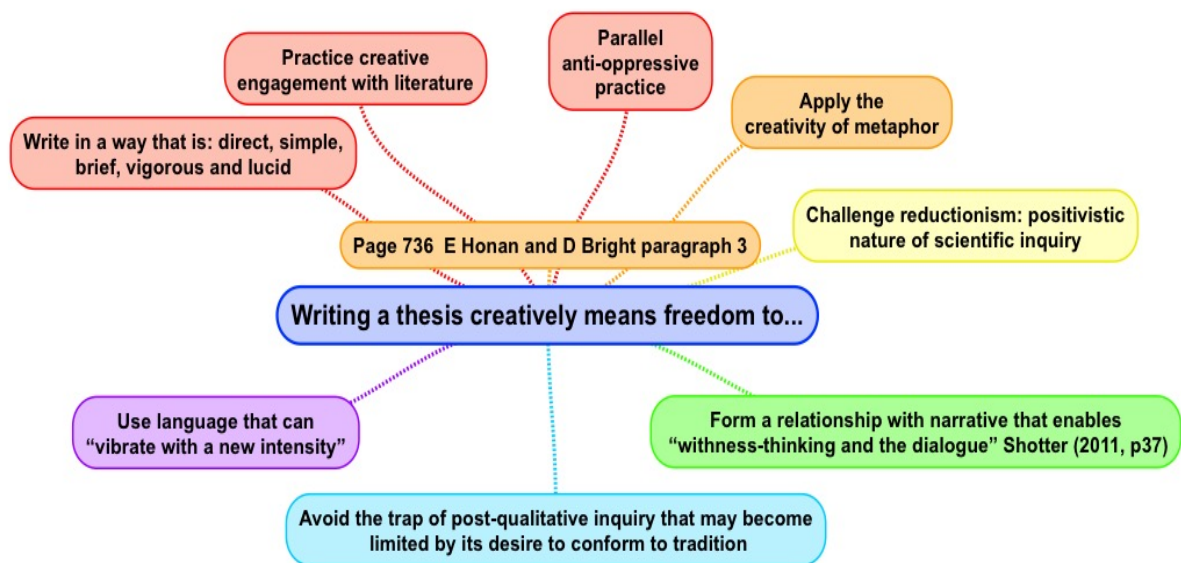 Parallel
anti-oppressive
practice
Practice creative
engagement with literature
Apply the
creativity of metaphor
Write in a way that is: direct, simple,
brief, vigorous and lucid
Challenge reductionism: positivistic
nature of scientific inquiry
Page 736  E Honan and D Bright paragraph 3
Writing a thesis creatively means freedom to...
Use language that can
“vibrate with a new intensity”
Form a relationship with narrative that enables
“withness-thinking and the dialogue” Shotter (2011, p37)
Avoid the trap of post-qualitative inquiry that may become
limited by its desire to conform to tradition